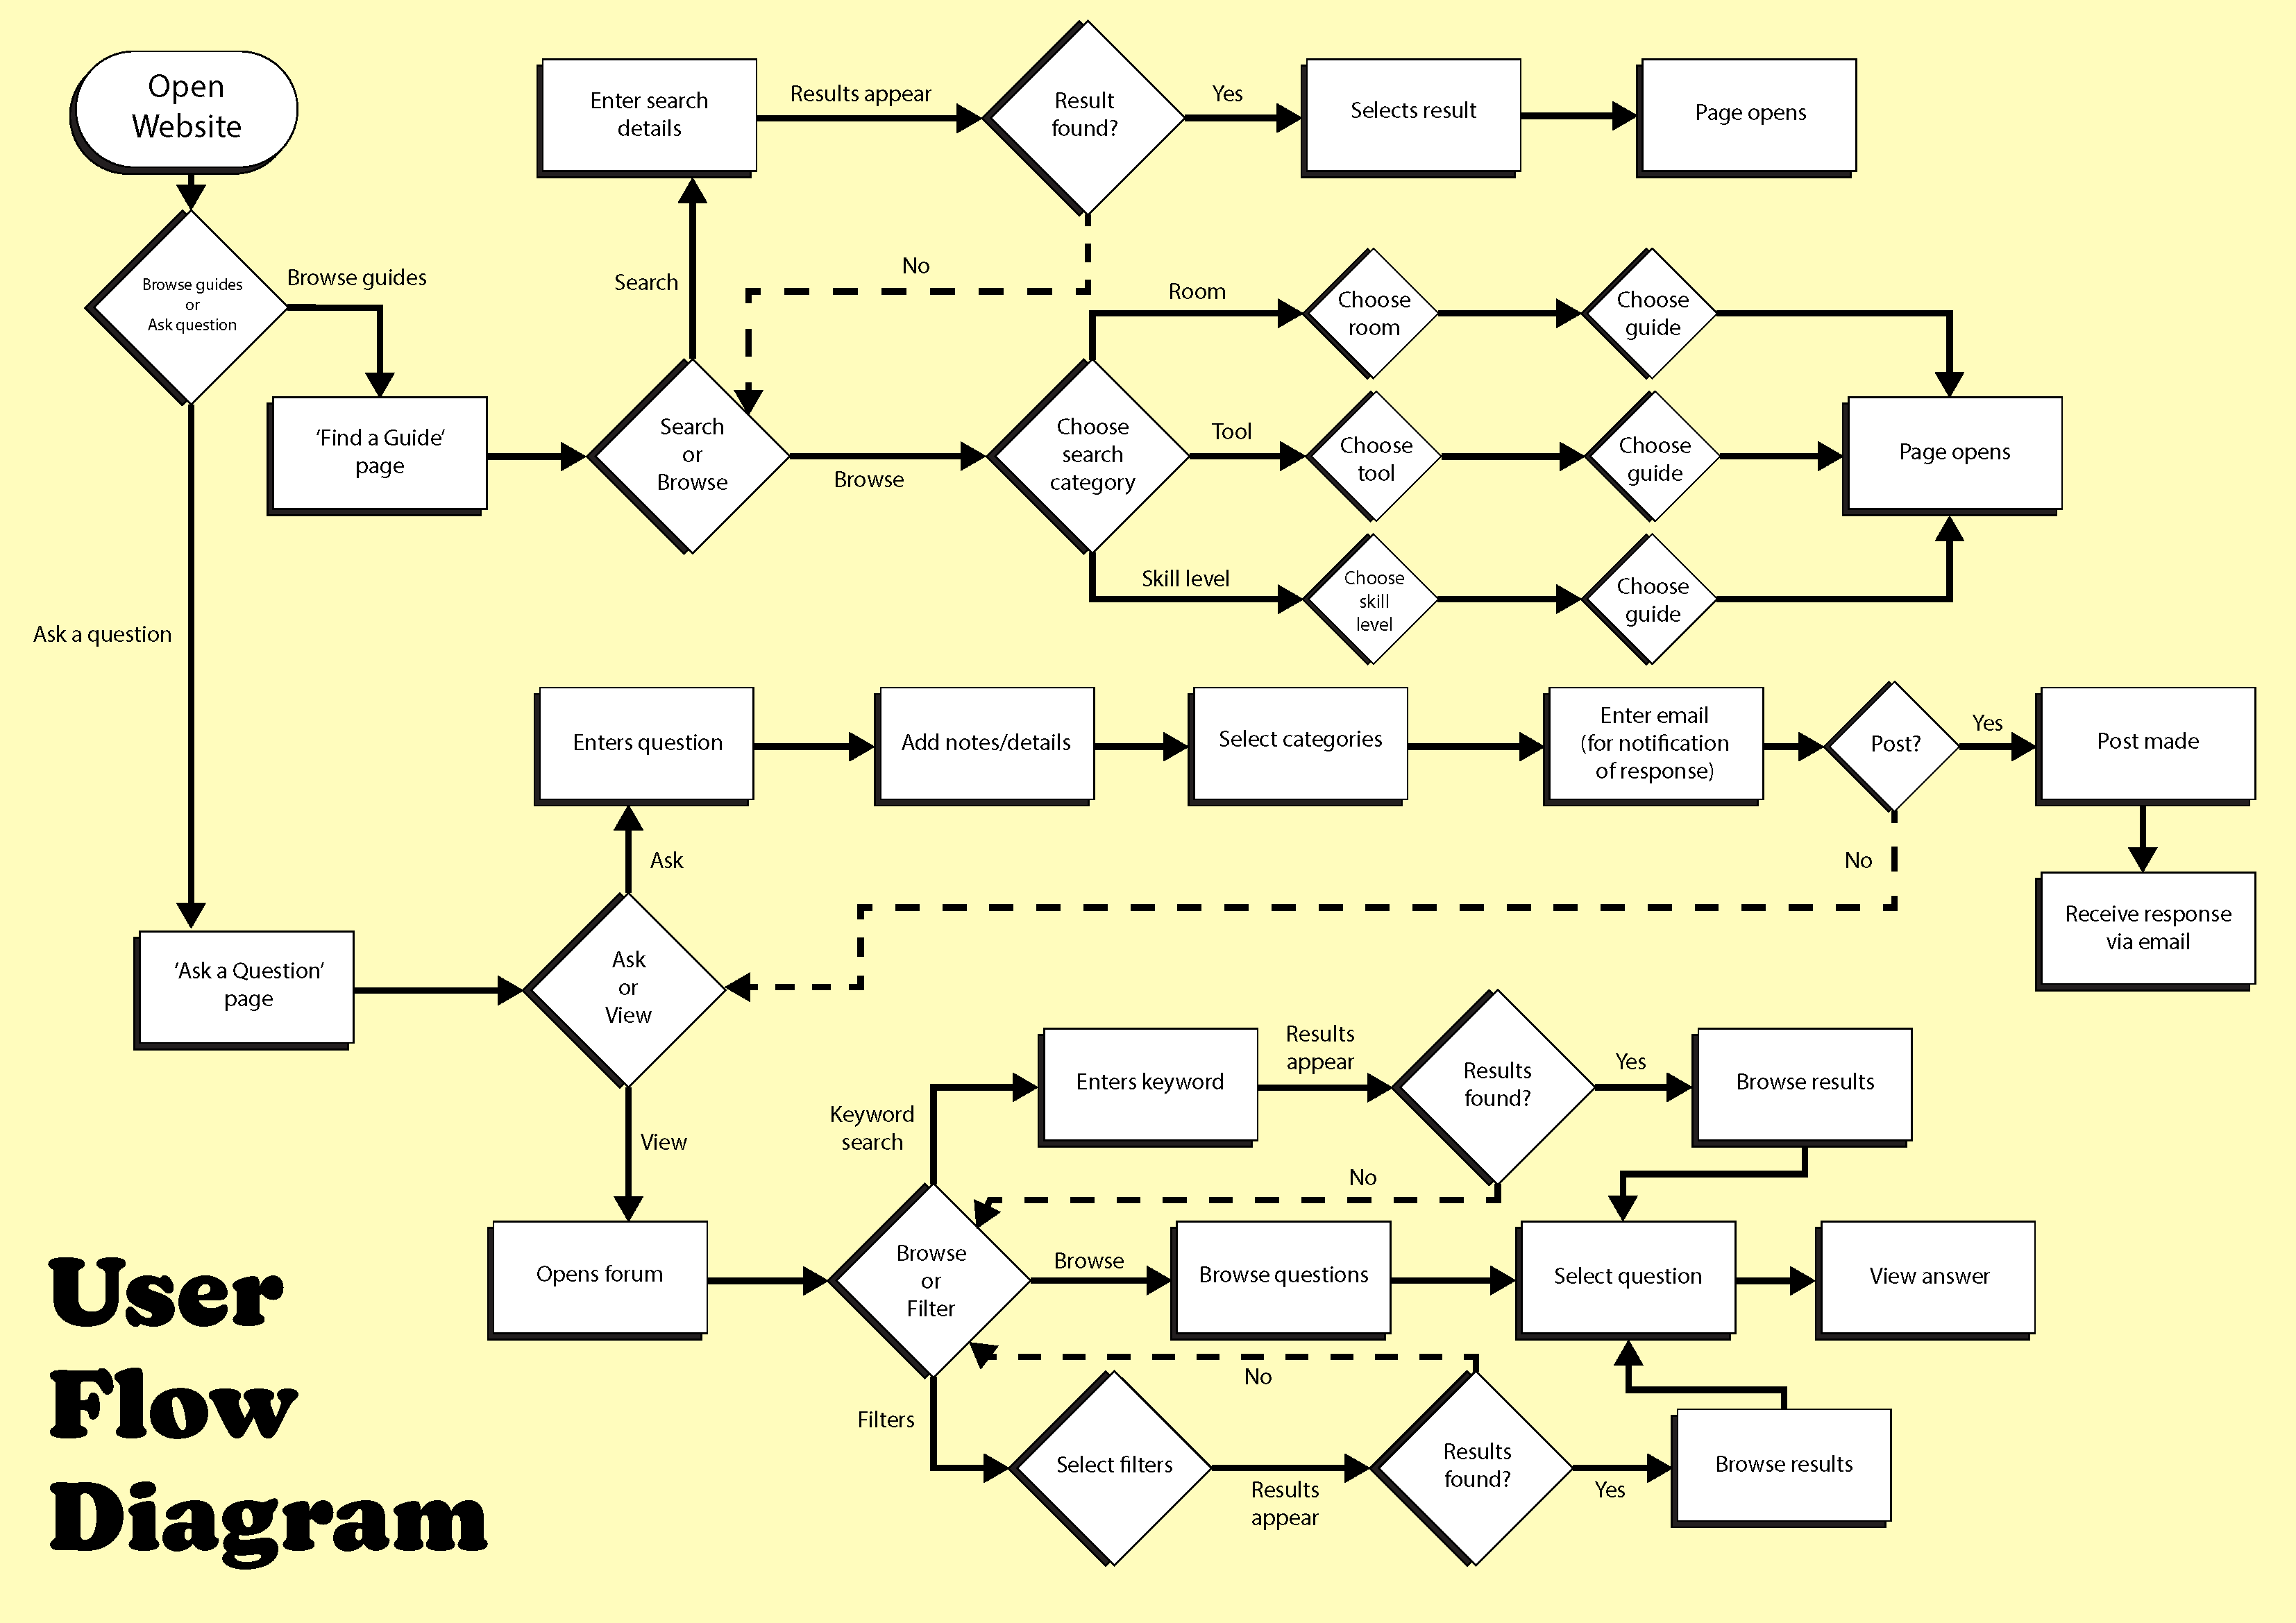 Open
Website
Browse guides
or
Ask question
Browse guides
Ask a question
'Find a Guide'
page
Search
or
Browse
Search
Enter search
details
Results appear
Result
found?
Yes
Selects result
Page opens
No
Browse
Choose
search
category
Room
Choose
room
Choose
guide
Tool
Choose
tool
Choose
guide
Skill level
Choose
skill
level
Choose
guide
Page opens
'Ask a Question'
page
Ask
or
View
Ask
Enters question
Add notes/details
Select categories
Enter email
(for notification
of response)
Post?
Yes
Post made
Receive response
via email
No
View
Opens forum
Browse
or
Filter
Keyword
search
Enters keyword
Results
appear
Results
found?
Yes
Browse results
No
Browse
Browse questions
Select question
View answer
No
Filters
Select filters
Results
appear
Results
found?
Yes
Browse results
User
Flow
Diagram